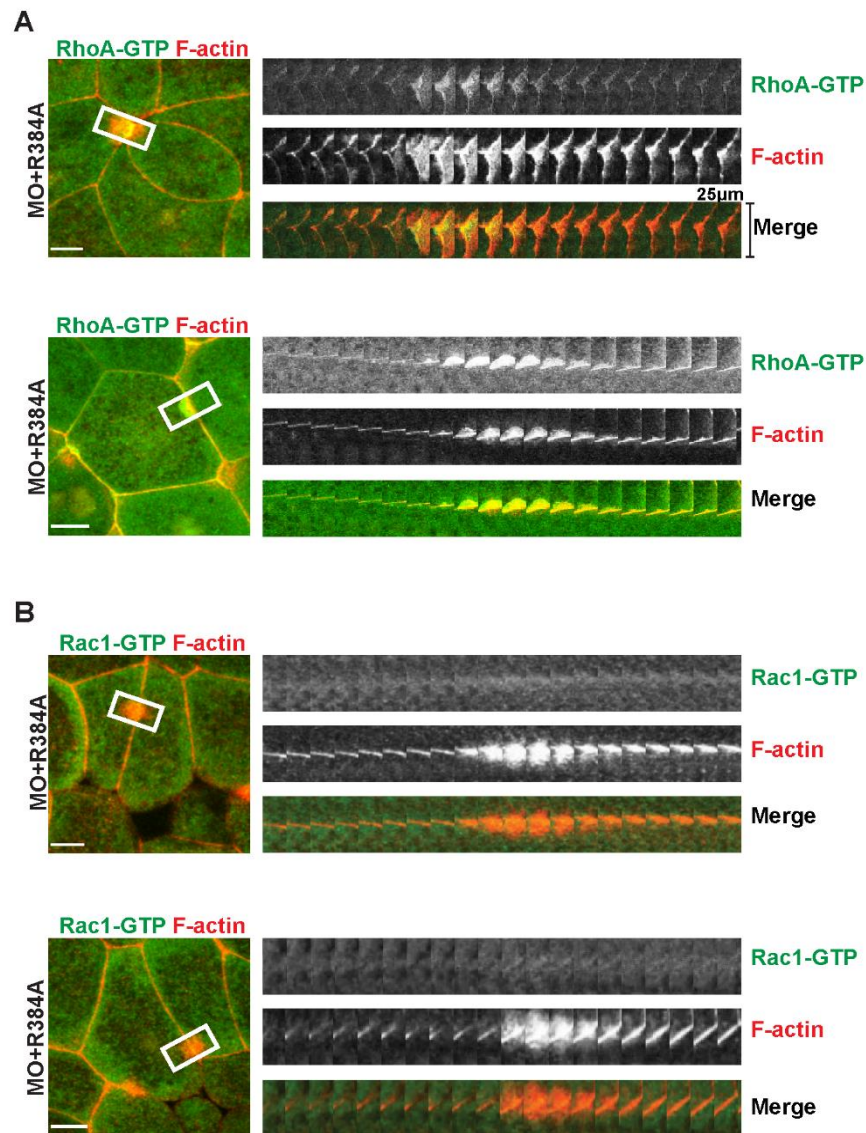 A
RhoA-GTP F-actin
MO+R384A
RhoA-GTP
F-actin
25µm
Merge
RhoA-GTP F-actin
MO+R384A
RhoA-GTP
F-actin
Merge
B
Rac1-GTP F-actin
MO+R384A
Rac1-GTP
F-actin
Merge
Rac1-GTP F-actin
MO+R384A
Rac1-GTP
F-actin
Merge